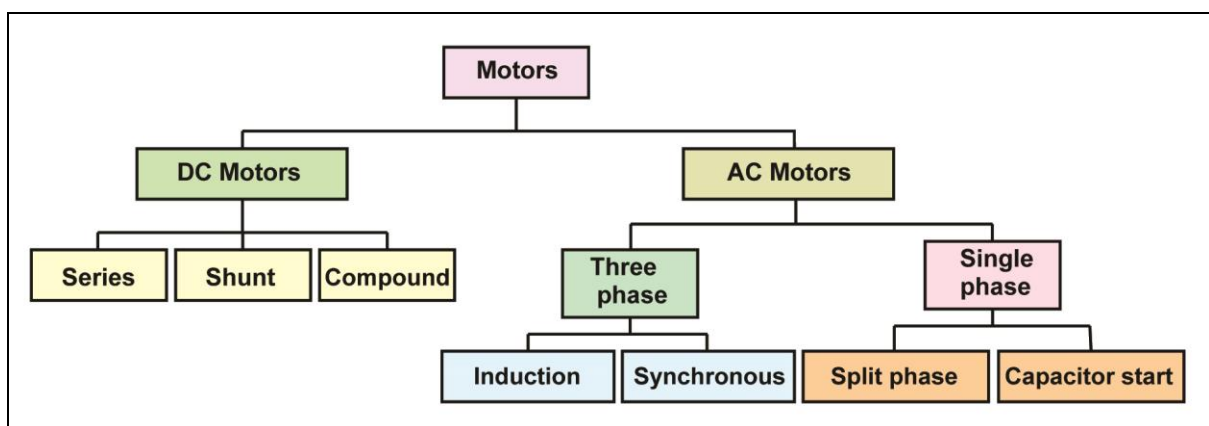 Motors
DC Motors
AC Motors
Series
Shunt
Compound
Three
phase
Single
phase
Induction
Synchronous
Split phase
Capacitor start